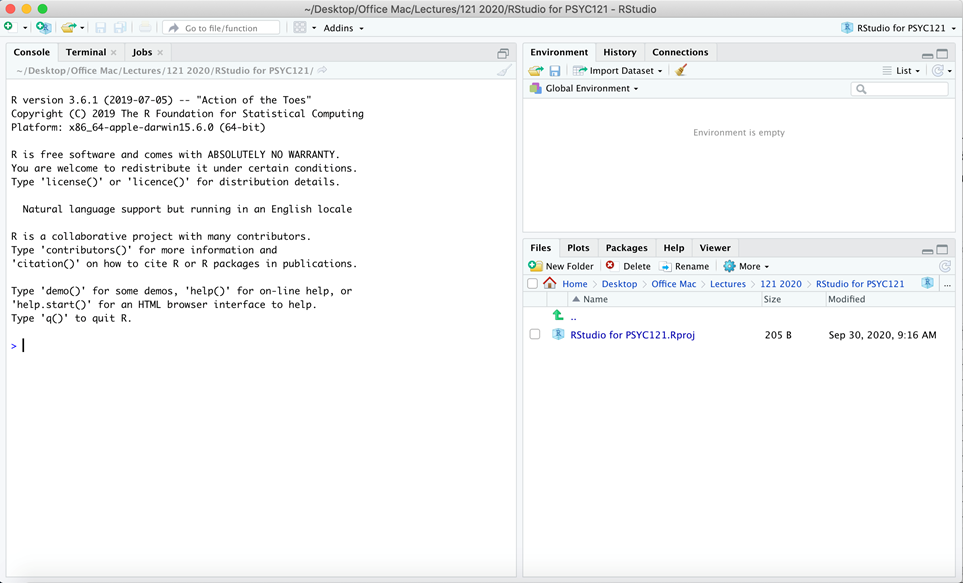 ~/Desktop/Office Mac/Lectures/121 2020/RStudio for PSYC121 - RStudio
Go to file/function
Addins
RStudio for PSYC121
Console Terminal Jobs
~/Desktop/Office Mac/Lectures/121 2020/RStudio for PSYC121/
R version 3.6.1 (2019-07-05) -- "Action of the Toes"
Copyright (C) 2019 The R Foundation for Statistical Computing
Platform: x86_64-apple-darwin15.6.0 (64-bit)
R is free software and comes with ABSOLUTELY NO WARRANTY.
You are welcome to redistribute it under certain conditions.
Type 'license()' or 'licence()' for distribution details.
Natural language support but running in an English locale
R is a collaborative project with many contributors.
Type 'contributors()' for more information and
'citation()' on how to cite R or R packages in publications.
Type 'demo()' for some demos, 'help()' for on-line help, or
'help.start()' for an HTML browser interface to help.
Type 'q()' to quit R.
>
Environment History Connections
Import Dataset
List
Global Environment
Environment is empty
Files Plots Packages Help Viewer
New Folder Delete Rename More
Home Desktop Office Mac Lectures 121 2020 RStudio for PSYC121 ...
Name Size Modified
..
RStudio for PSYC121.Rproj 205 B Sep 30, 2020, 9:16 AM